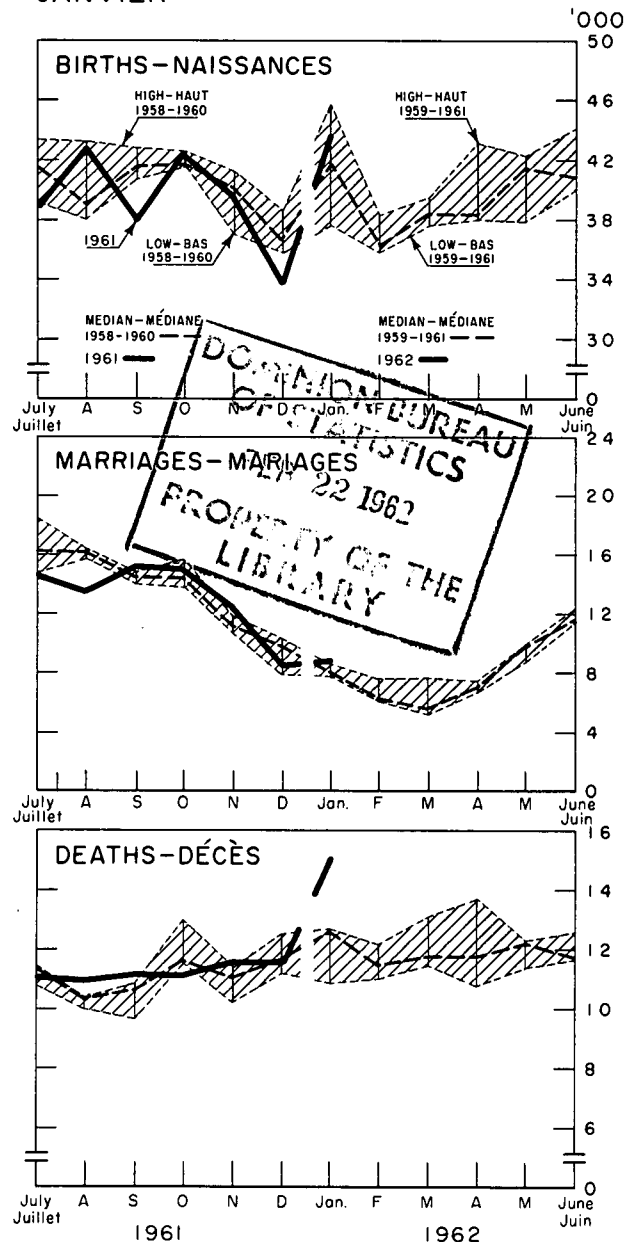 JANVIER
'000
BIRTHS-NAISSANCES
HIGH-HAUT
1958-1960
HIGH-HAUT
1959-1961
1961
LOW-BAS
1958-1960
LOW-BAS
1959-1961
MEDIAN-MÉDIANE
1958-1960
1961
MEDIAN-MÉDIANE
1959-1961
1962
50
46
42
38
34
30
0
July A S O N D Jan. F M A M June
Juillet Juin
DOMINION BUREAU
OF STATISTICS
22 1962
PROPERTY OF THE
LIBRARY
MARRIAGES-MARIAGES
24
20
16
12
8
4
0
July A S O N D Jan. F M A M June
Juillet Juin
DEATHS-DÉCÈS
16
14
12
10
8
6
0
July A S O N D Jan. F M A M June
Juillet Juin
1961 1962